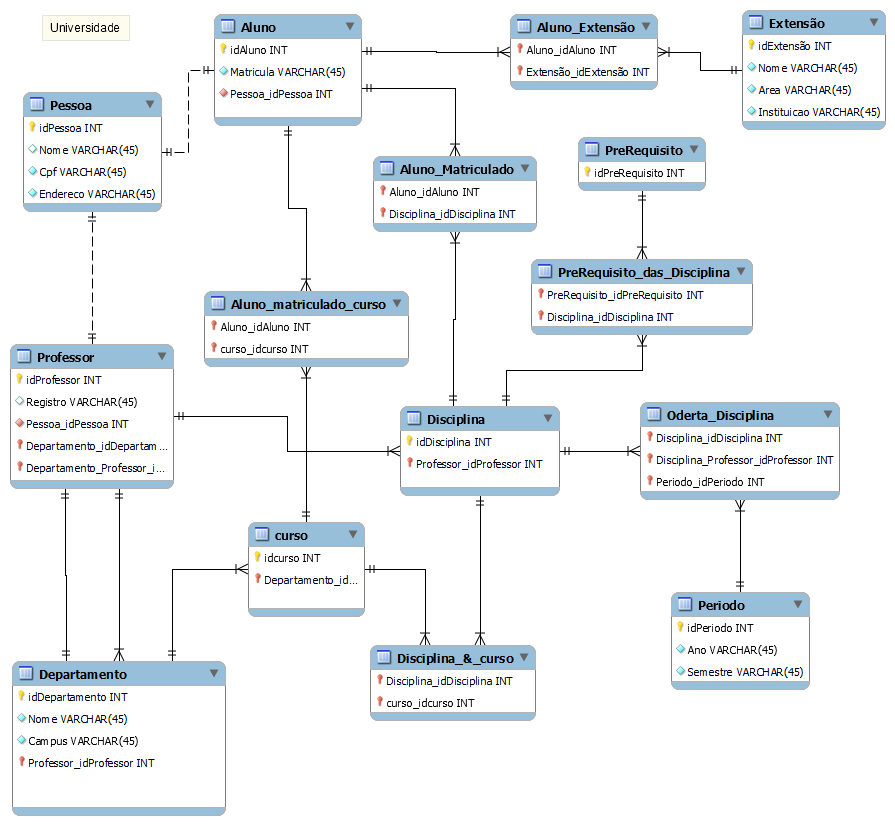 Universidade
Aluno
idAluno INT
Matricula VARCHAR(45)
Pessoa_idPessoa INT
Aluno_Extensão
Aluno_idAluno INT
Extensão_idExtensão INT
Extensão
idExtensão INT
Nome VARCHAR(45)
Area VARCHAR(45)
Instituicao VARCHAR(45)
Pessoa
idPessoa INT
Nome VARCHAR(45)
Cpf VARCHAR(45)
Endereco VARCHAR(45)
Aluno_Matriculado
Aluno_idAluno INT
Disciplina_idDisciplina INT
PreRequisito
idPreRequisito INT
PreRequisito_das_Disciplina
PreRequisito_idPreRequisito INT
Disciplina_idDisciplina INT
Aluno_matriculado_curso
Aluno_idAluno INT
curso_idcurso INT
Professor
idProfessor INT
Registro VARCHAR(45)
Pessoa_idPessoa INT
Departamento_idDepartam...
Departamento_Professor_i...
Disciplina
idDisciplina INT
Professor_idProfessor INT
Oderta_Disciplina
Disciplina_idDisciplina INT
Disciplina_Professor_idProfessor INT
Periodo_idPeriodo INT
curso
idcurso INT
Departamento_id...
Periodo
idPeriodo INT
Ano VARCHAR(45)
Semestre VARCHAR(45)
Disciplina_&_curso
Disciplina_idDisciplina INT
curso_idcurso INT
Departamento
idDepartamento INT
Nome VARCHAR(45)
Campus VARCHAR(45)
Professor_idProfessor INT